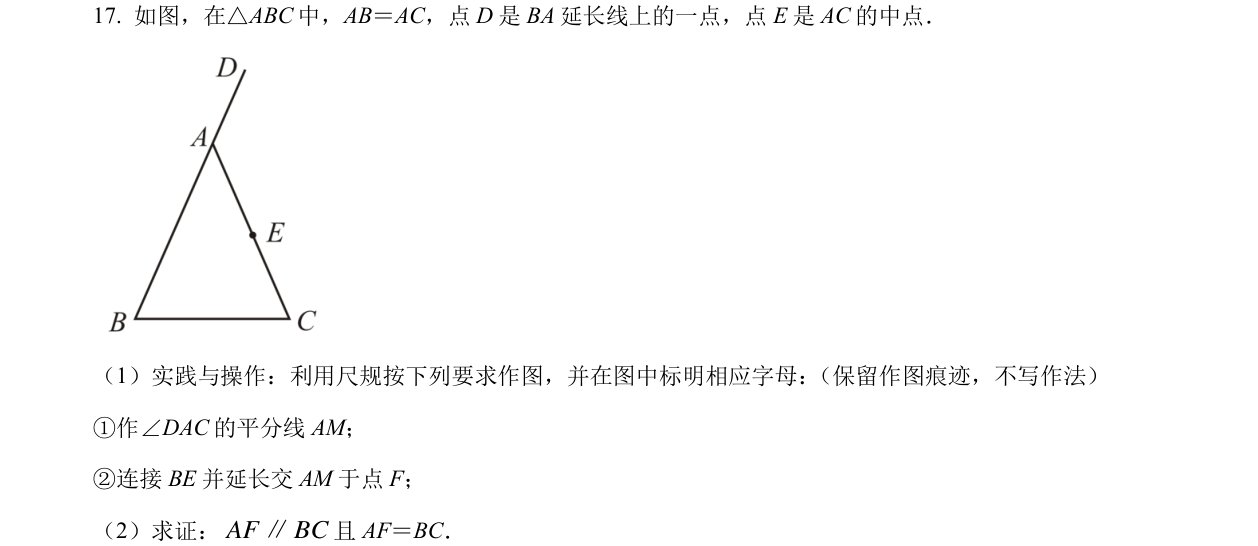 17. 如图，在△ABC中，AB＝AC，点D是BA延长线上的一点，点E是AC的中点．
D
A
E
B
C
（1）实践与操作：利用尺规按下列要求作图，并在图中标明相应字母：（保留作图痕迹，不写作法）
①作∠DAC的平分线AM；
②连接BE并延长交AM于点F；
（2）求证：AF∥BC且AF＝BC．